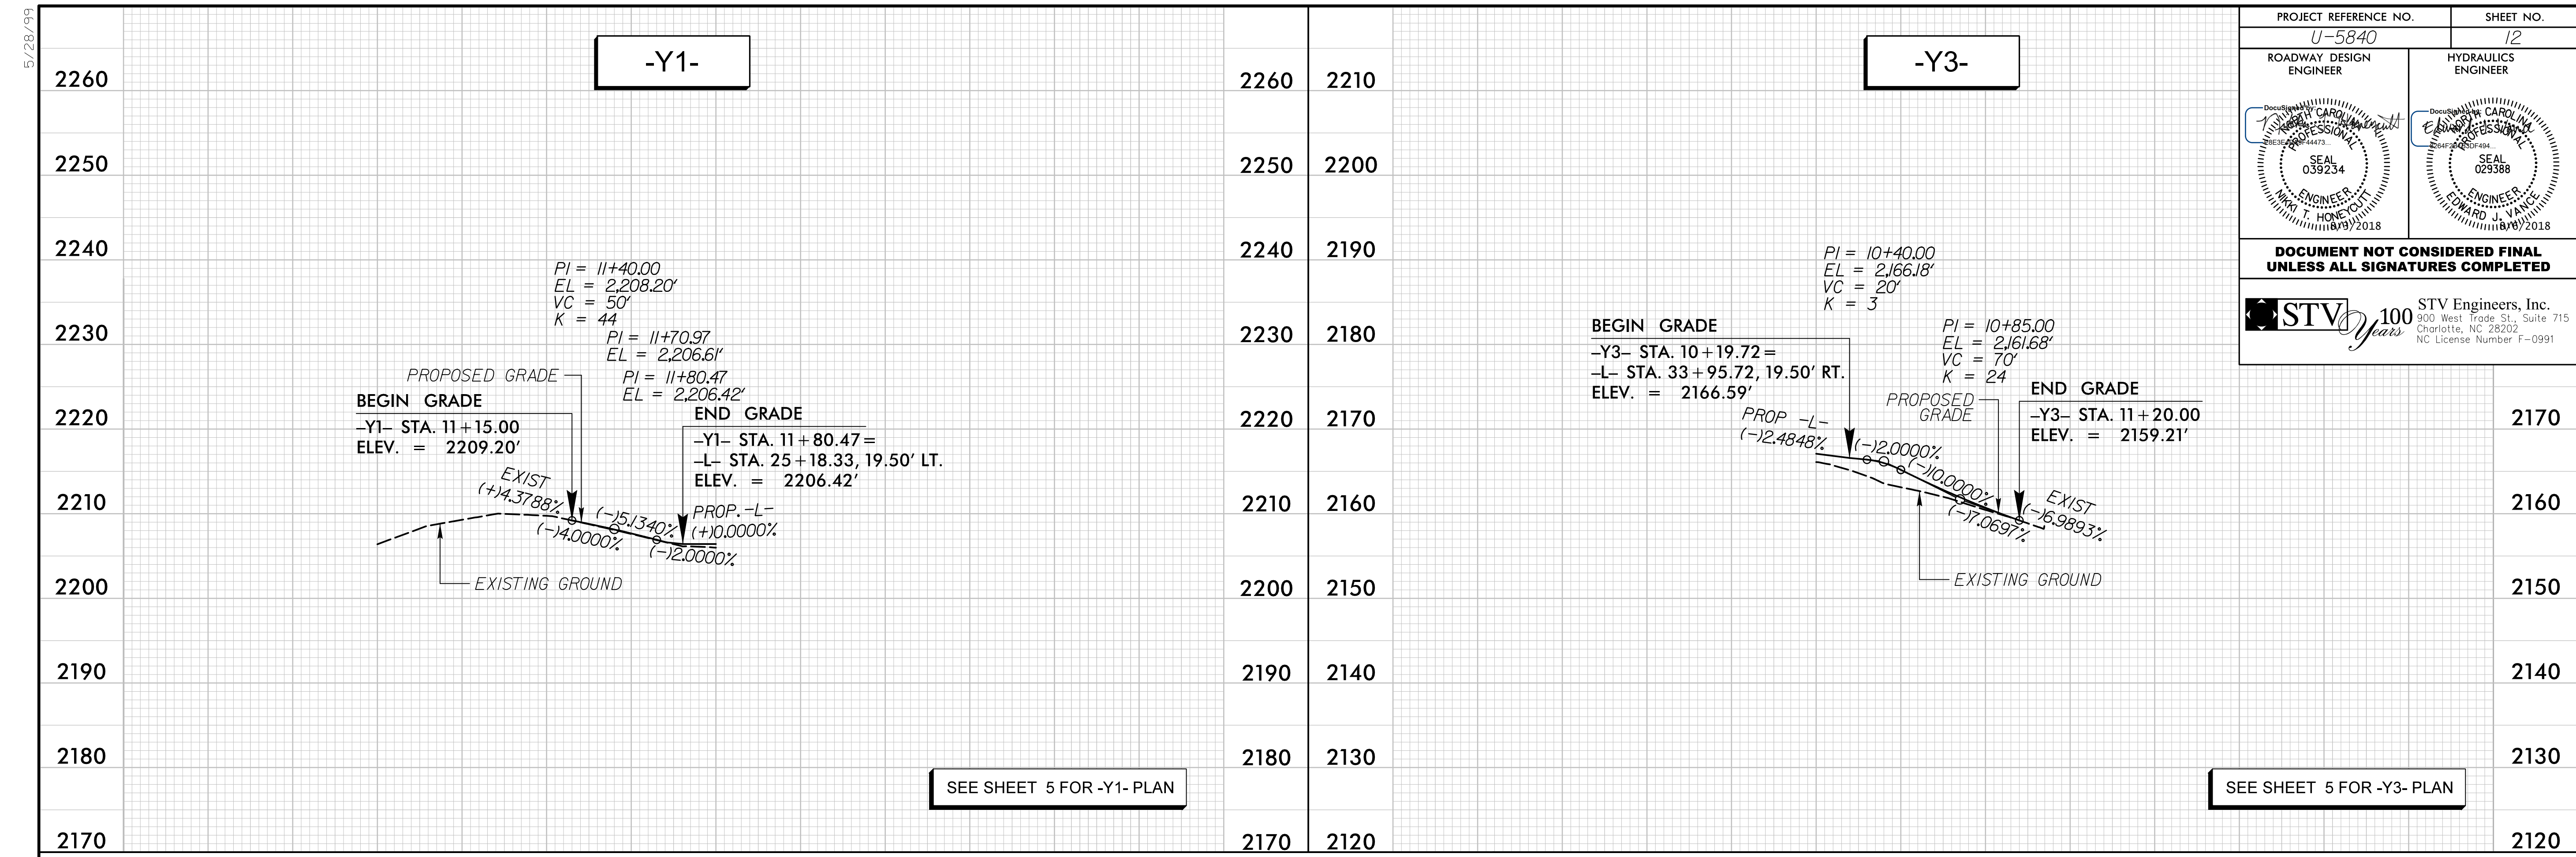 5/28/99
-Y1-
2260
2250
2240
2230
2220
2210
2200
2190
2180
2170
PI = 11+40.00
EL = 2,208.20'
VC = 50'
K = 44
PI = 11+70.97
EL = 2,206.61'
PI = 11+80.47
EL = 2,206.42'
PROPOSED GRADE
BEGIN GRADE
-Y1- STA. 11+15.00
ELEV. = 2209.20'
END GRADE
-Y1- STA. 11+80.47=
-L- STA. 25+18.33, 19.50' LT.
ELEV. = 2206.42'
EXIST
(+)4.3788%
(-)4.0000%
(-)5.1340%
(-)2.0000%
PROP. -L-
(+)0.0000%
EXISTING GROUND
SEE SHEET 5 FOR -Y1- PLAN
2260
2250
2240
2230
2220
2210
2200
2190
2180
2170
2210
2200
2190
2180
2170
2160
2150
2140
2130
2120
-Y3-
PI = 10+40.00
EL = 2,166.18'
VC = 20'
K = 3
BEGIN GRADE
-Y3- STA. 10+19.72=
-L- STA. 33+95.72, 19.50' RT.
ELEV. = 2166.59'
PI = 10+85.00
EL = 2,161.68'
VC = 70'
K = 24
PROPOSED
GRADE
END GRADE
-Y3- STA. 11+20.00
ELEV. = 2159.21'
PROP -L-
(-)2.4848%
(-)2.0000%
(-)10.0000%
(-)7.0697%
EXIST
(-)6.9893%
EXISTING GROUND
SEE SHEET 5 FOR -Y3- PLAN
2170
2160
2150
2140
2130
2120
PROJECT REFERENCE NO.
SHEET NO.
U-5840
12
ROADWAY DESIGN
ENGINEER
HYDRAULICS
ENGINEER
NORTH CAROLINA
PROFESSIONAL
SEAL
039234
ENGINEER
NIKKI T. HONEYCUTT
NORTH CAROLINA
PROFESSIONAL
SEAL
029388
ENGINEER
EDWARD J. VANCE
DOCUMENT NOT CONSIDERED FINAL
UNLESS ALL SIGNATURES COMPLETED
STV
100
Years
STV Engineers, Inc.
900 West Trade St., Suite 715
Charlotte, NC 28202
NC License Number F-0991